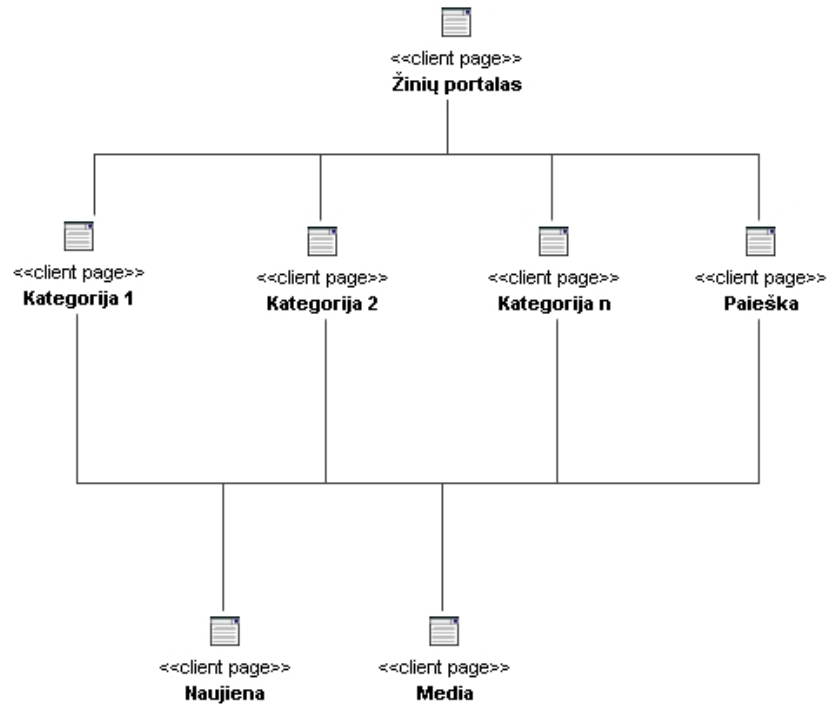 <<client page>>
Žinių portalas
<<client page>>
Kategorija 1
<<client page>>
Kategorija 2
<<client page>>
Kategorija n
<<client page>>
Paieška
<<client page>>
Naujiena
<<client page>>
Media